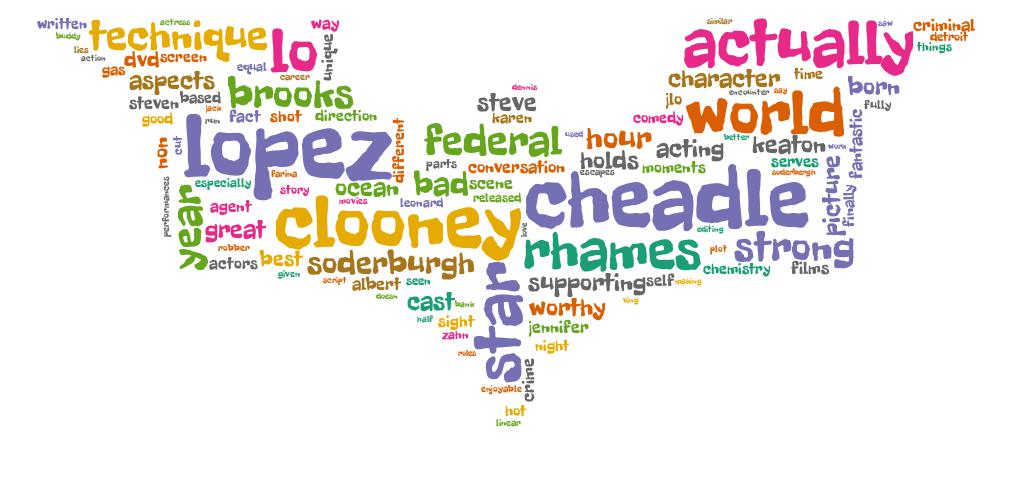 written
actress
buddy
technique
lo
way
lies
action
dvd
screen
gas
equal
career
unique
aspects
brooks
steven
based
jack
good
run
fact
shot
direction
non
cut
lopez
different
farina
especially
story
performances
year
agent
great
robber
actors
best
given
clooney
soderburgh
script
albert
seen
doesn
ocean
movies
leonard
bad
scene
released
parts
federal
conversation
steve
karen
dennis
used
hour
holds
escapes
acting
moments
comedy
jlo
character
encounter
time
say
world
better
keaton
work
serves
soderbergh
similar
actually
saw
criminal
detroit
things
born
fully
fantastic
picture
finally
cheadle
love
rhames
editing
plot
strong
chemistry
films
supporting
self
making
ving
worthy
jennifer
night
star
cast
bank
half
sight
zahn
roles
enjoyable
crime
hot
linear